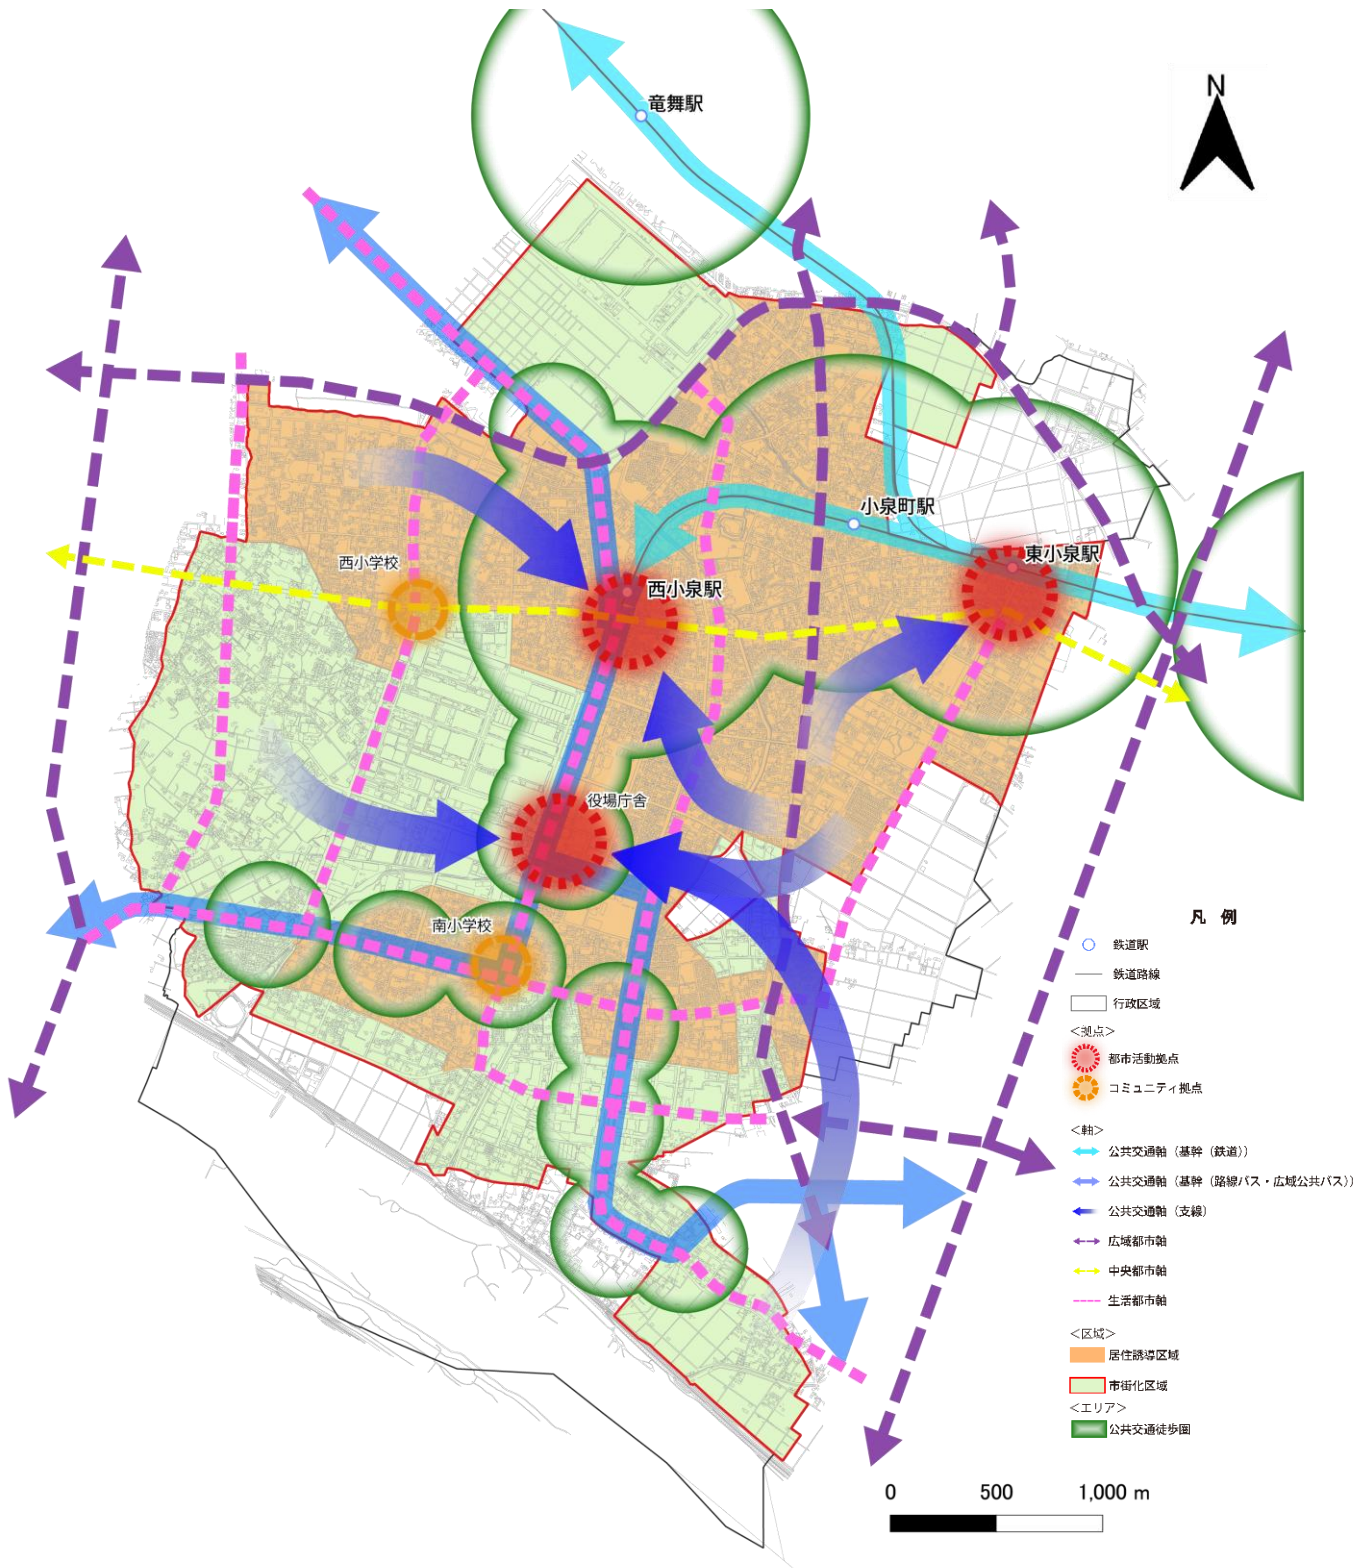 N
竜舞駅
小泉町駅
東小泉駅
西小学校
西小泉駅
役場庁舎
南小学校
凡 例
鉄道駅
鉄道路線
行政区域
<拠点>
都市活動拠点
コミュニティ拠点
<軸>
公共交通軸（基幹（鉄道））
公共交通軸（基幹（路線バス・広域公共バス））
公共交通軸（支線）
広域都市軸
中央都市軸
生活都市軸
<区域>
居住誘導区域
市街化区域
<エリア>
公共交通徒歩圏
0 500 1,000 m